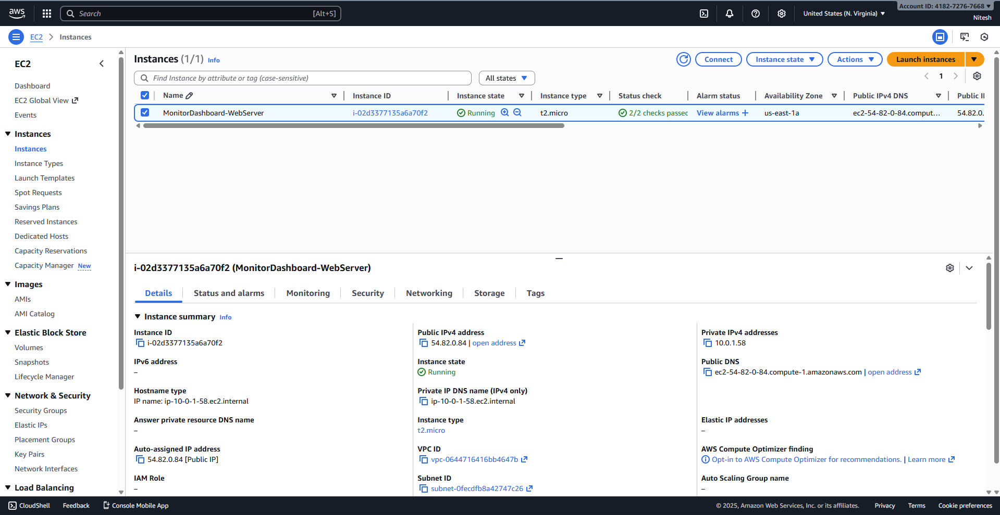 aws
Search [Alt+S]
United States (N. Virginia)
Account ID: 4182-7276-7668
Nitesh
EC2 Instances
EC2
Dashboard
EC2 Global View
Events
Instances
Instances
Instance Types
Launch Templates
Spot Requests
Savings Plans
Reserved Instances
Dedicated Hosts
Capacity Reservations
Capacity Manager New
Images
AMIs
AMI Catalog
Elastic Block Store
Volumes
Snapshots
Lifecycle Manager
Network & Security
Security Groups
Elastic IPs
Placement Groups
Key Pairs
Network Interfaces
Load Balancing
Instances (1/1) Info
Connect Instance state Actions Launch instances
Find Instance by attribute or tag (case-sensitive) All states 1
Name Instance ID Instance state Instance type Status check Alarm status Availability Zone Public IPv4 DNS Public I
MonitorDashboard-WebServer i-02d3377135a6a70f2 Running t2.micro 2/2 checks passed View alarms + us-east-1a ec2-54-82-0-84.comput... 54.82.0.
i-02d3377135a6a70f2 (MonitorDashboard-WebServer)
Details Status and alarms Monitoring Security Networking Storage Tags
Instance summary Info
Instance ID
i-02d3377135a6a70f2
Public IPv4 address
54.82.0.84 | open address
Private IPv4 addresses
10.0.1.58
IPv6 address
–
Instance state
Running
Public DNS
ec2-54-82-0-84.compute-1.amazonaws.com | open address
Hostname type
IP name: ip-10-0-1-58.ec2.internal
Private IP DNS name (IPv4 only)
ip-10-0-1-58.ec2.internal
Answer private resource DNS name
–
Instance type
t2.micro
Elastic IP addresses
–
Auto-assigned IP address
54.82.0.84 [Public IP]
VPC ID
vpc-0644716416bb4647b
AWS Compute Optimizer finding
Opt-in to AWS Compute Optimizer for recommendations. | Learn more
IAM Role
–
Subnet ID
subnet-0fecdfb8a42747c26
Auto Scaling Group name
–
CloudShell Feedback Console Mobile App
© 2025, Amazon Web Services, Inc. or its affiliates. Privacy Terms Cookie preferences